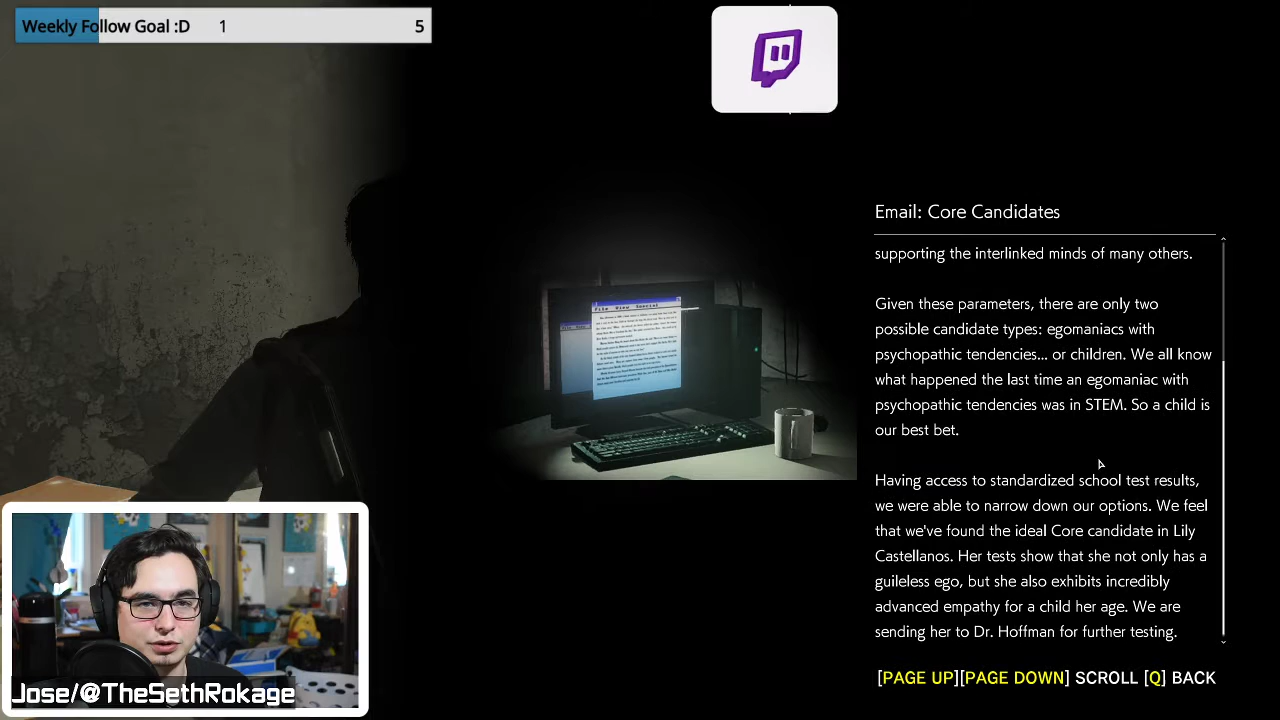 Weekly Follow Goal :D 1 5
Email: Core Candidates
supporting the interlinked minds of many others.
Given these parameters, there are only two
possible candidate types: egomaniacs with
psychopathic tendencies... or children. We all know
what happened the last time an egomaniac with
psychopathic tendencies was in STEM. So a child is
our best bet.
Having access to standardized school test results,
we were able to narrow down our options. We feel
that we've found the ideal Core candidate in Lily
Castellanos. Her tests show that she not only has a
guileless ego, but she also exhibits incredibly
advanced empathy for a child her age. We are
sending her to Dr. Hoffman for further testing.
[PAGE UP][PAGE DOWN] SCROLL [Q] BACK
File View Special
Jose/@TheSethRokage